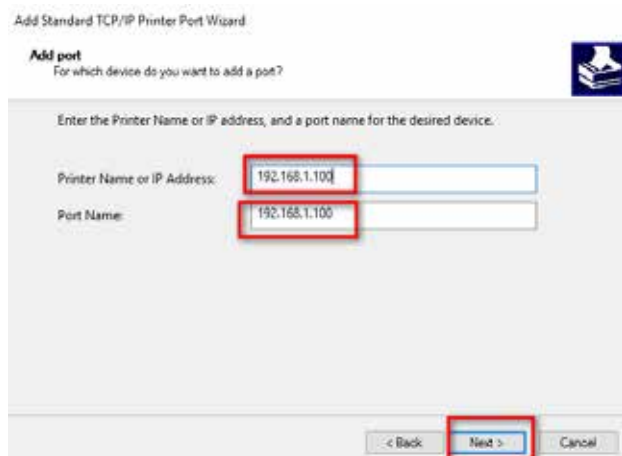 Add Standard TCP/IP Printer Port Wizard
Add port
For which device do you want to add a port?
Enter the Printer Name or IP address, and a port name for the desired device.
Printer Name or IP Address: 192.168.1.100
Port Name: 192.168.1.100
< Back Next > Cancel